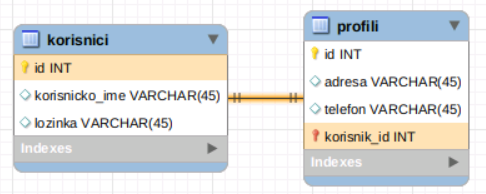 korisnici
id INT
korisnicko_ime VARCHAR(45)
lozinka VARCHAR(45)
Indexes
profili
id INT
adresa VARCHAR(45)
telefon VARCHAR(45)
korisnik_id INT
Indexes